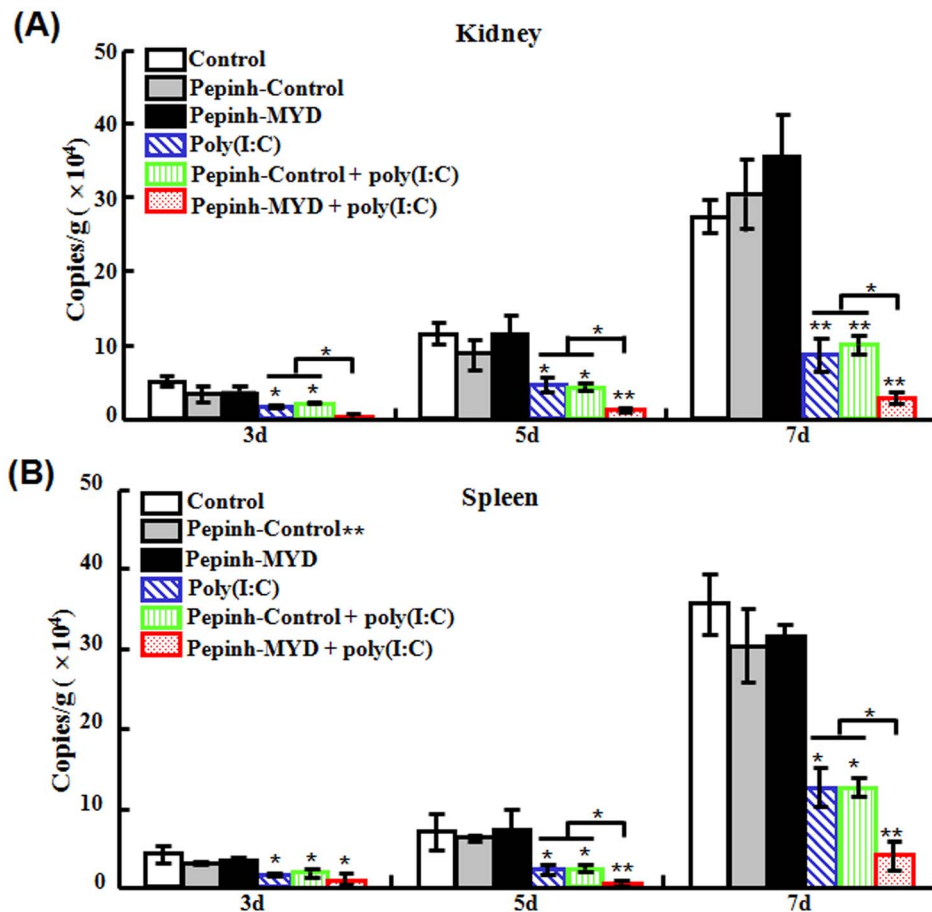 (A)
Kidney
50
40
30
20
10
0
Copies/g ( × 10⁴)
Control
Pepinh-Control
Pepinh-MYD
Poly(I:C)
Pepinh-Control + poly(I:C)
Pepinh-MYD + poly(I:C)
*
*
*
*
*
*
**
*
** **
**
3d
5d
7d
(B)
Spleen
50
40
30
20
10
0
Copies/g ( × 10⁴)
Control
Pepinh-Control**
Pepinh-MYD
Poly(I:C)
Pepinh-Control + poly(I:C)
Pepinh-MYD + poly(I:C)
* * *
*
* *
**
*
* *
**
3d
5d
7d